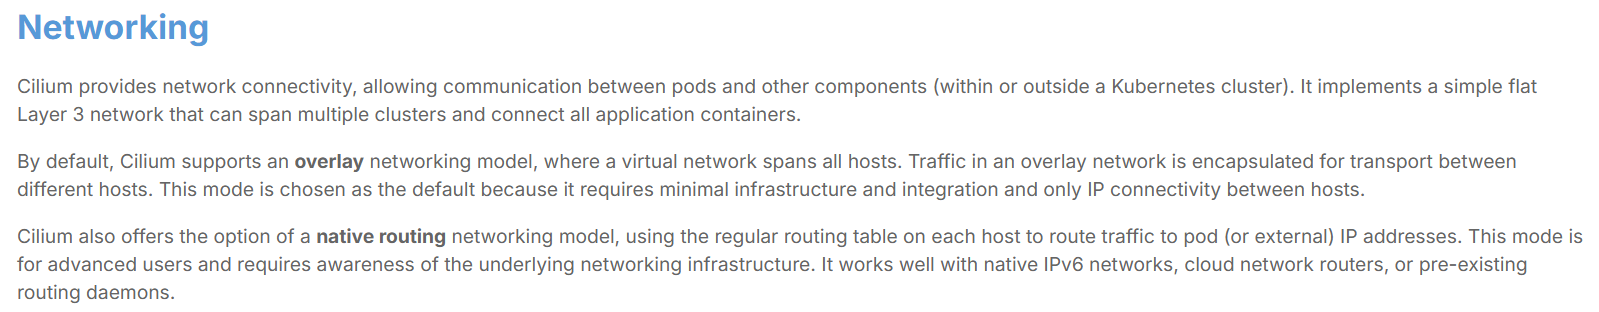 Networking
Cilium provides network connectivity, allowing communication between pods and other components (within or outside a Kubernetes cluster). It implements a simple flat
Layer 3 network that can span multiple clusters and connect all application containers.
By default, Cilium supports an overlay networking model, where a virtual network spans all hosts. Traffic in an overlay network is encapsulated for transport between
different hosts. This mode is chosen as the default because it requires minimal infrastructure and integration and only IP connectivity between hosts.
Cilium also offers the option of a native routing networking model, using the regular routing table on each host to route traffic to pod (or external) IP addresses. This mode is
for advanced users and requires awareness of the underlying networking infrastructure. It works well with native IPv6 networks, cloud network routers, or pre-existing
routing daemons.